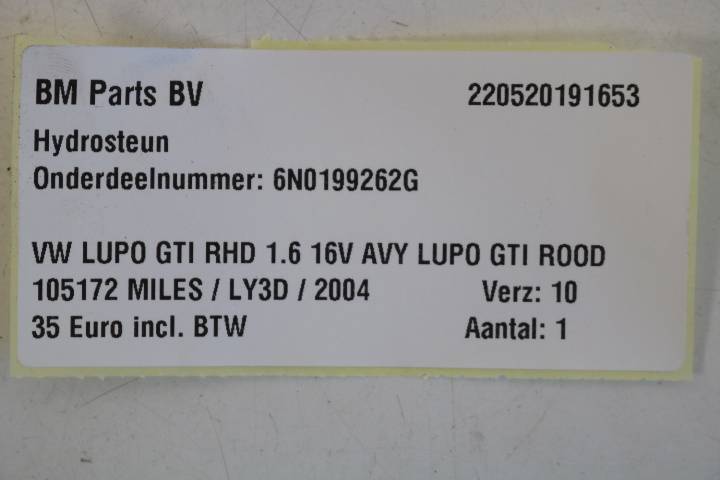 BM Parts BV 220520191653
Hydrosteun
Onderdeelnummer: 6N0199262G
VW LUPO GTI RHD 1.6 16V AVY LUPO GTI ROOD
105172 MILES / LY3D / 2004 Verz: 10
35 Euro incl. BTW Aantal: 1